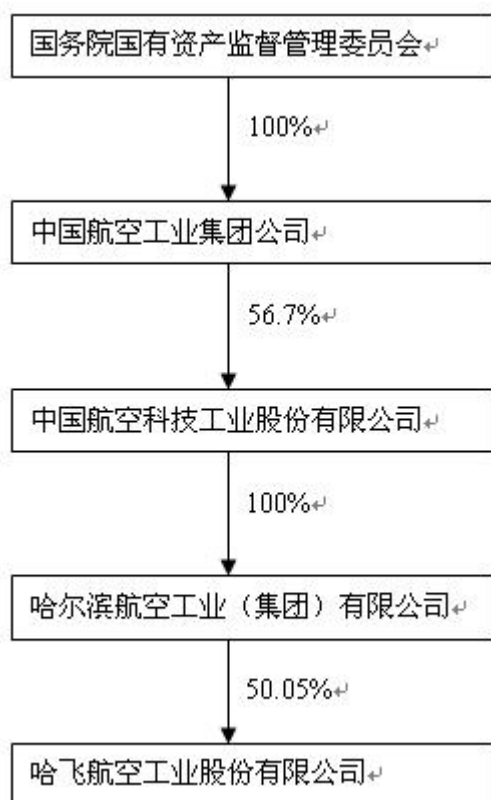 国务院国有资产监督管理委员会↵
100%↵
中国航空工业集团公司↵
56.7%↵
中国航空科技工业股份有限公司↵
100%↵
哈尔滨航空工业（集团）有限公司↵
50.05%↵
哈飞航空工业股份有限公司↵